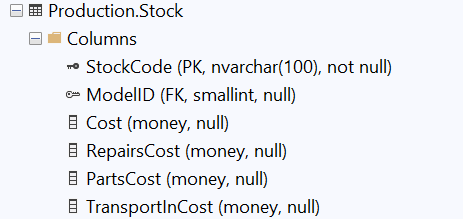 Production.Stock
Columns
StockCode (PK, nvarchar(100), not null)
ModelID (FK, smallint, null)
Cost (money, null)
RepairsCost (money, null)
PartsCost (money, null)
TransportInCost (money, null)